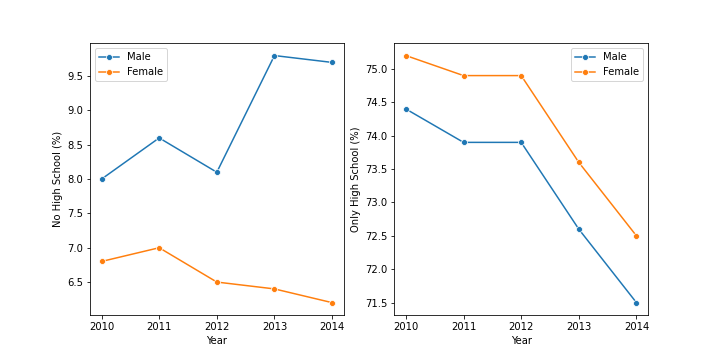 Male
Female
No High School (%)
9.5
9.0
8.5
8.0
7.5
7.0
6.5
2010 2011 2012 2013 2014
Year
Male
Female
Only High School (%)
75.0
74.5
74.0
73.5
73.0
72.5
72.0
71.5
2010 2011 2012 2013 2014
Year